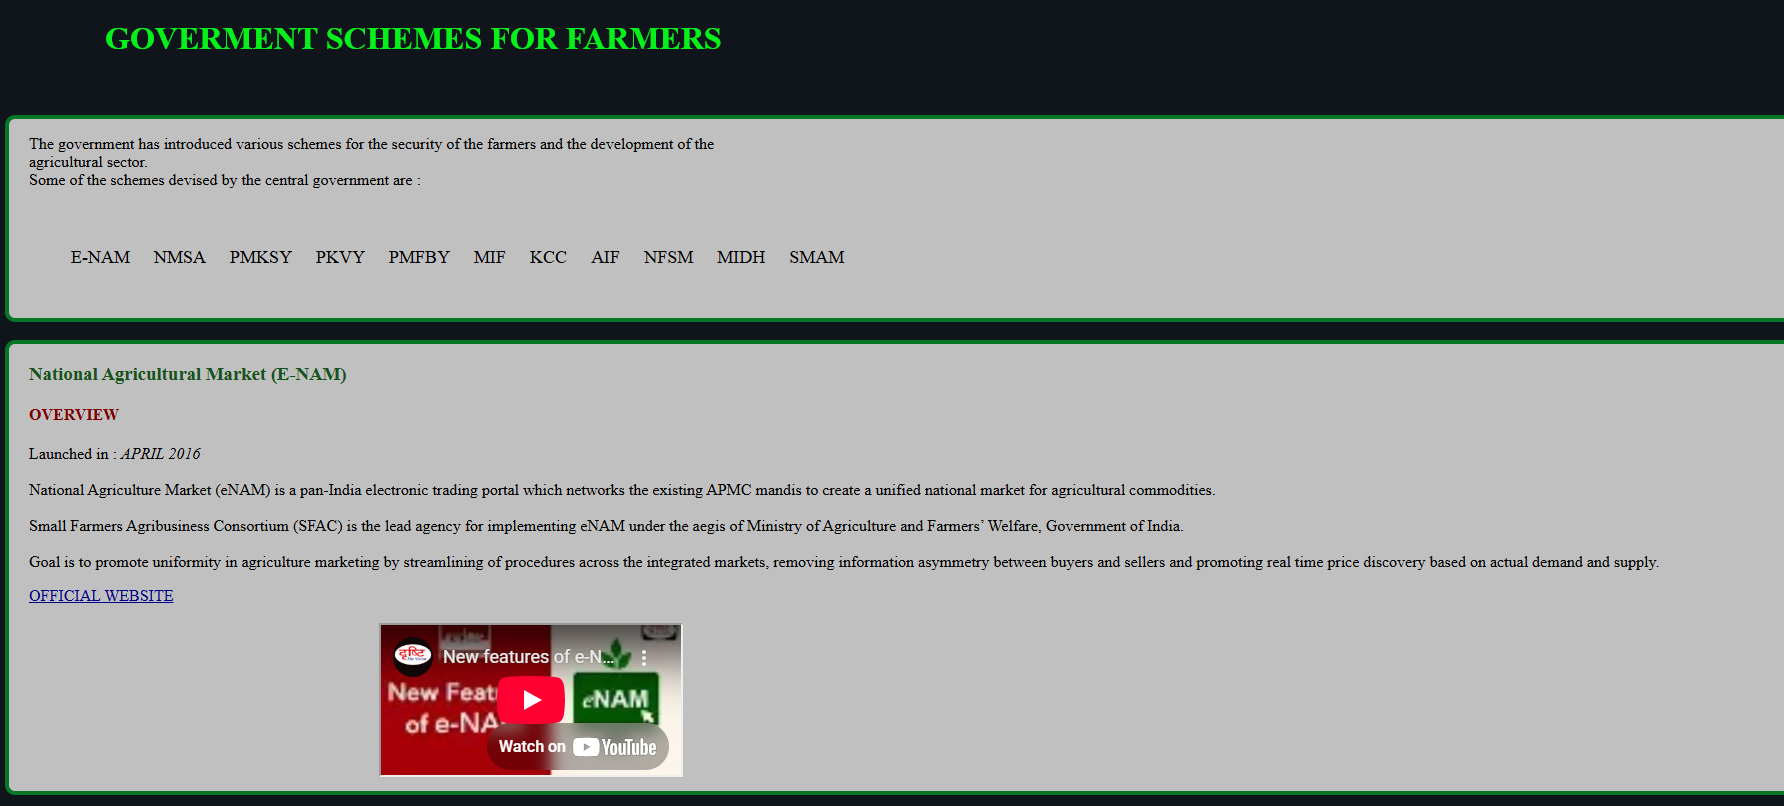 GOVERMENT SCHEMES FOR FARMERS
The government has introduced various schemes for the security of the farmers and the development of the
agricultural sector.
Some of the schemes devised by the central government are :
E-NAM NMSA PMKSY PKVY PMFBY MIF KCC AIF NFSM MIDH SMAM
National Agricultural Market (E-NAM)
OVERVIEW
Launched in : APRIL 2016
National Agriculture Market (eNAM) is a pan-India electronic trading portal which networks the existing APMC mandis to create a unified national market for agricultural commodities.
Small Farmers Agribusiness Consortium (SFAC) is the lead agency for implementing eNAM under the aegis of Ministry of Agriculture and Farmers’ Welfare, Government of India.
Goal is to promote uniformity in agriculture marketing by streamlining of procedures across the integrated markets, removing information asymmetry between buyers and sellers and promoting real time price discovery based on actual demand and supply.
OFFICIAL WEBSITE
दृष्टि
New features of e-N...
New Feat
eNAM
of e-NA
Watch on YouTube